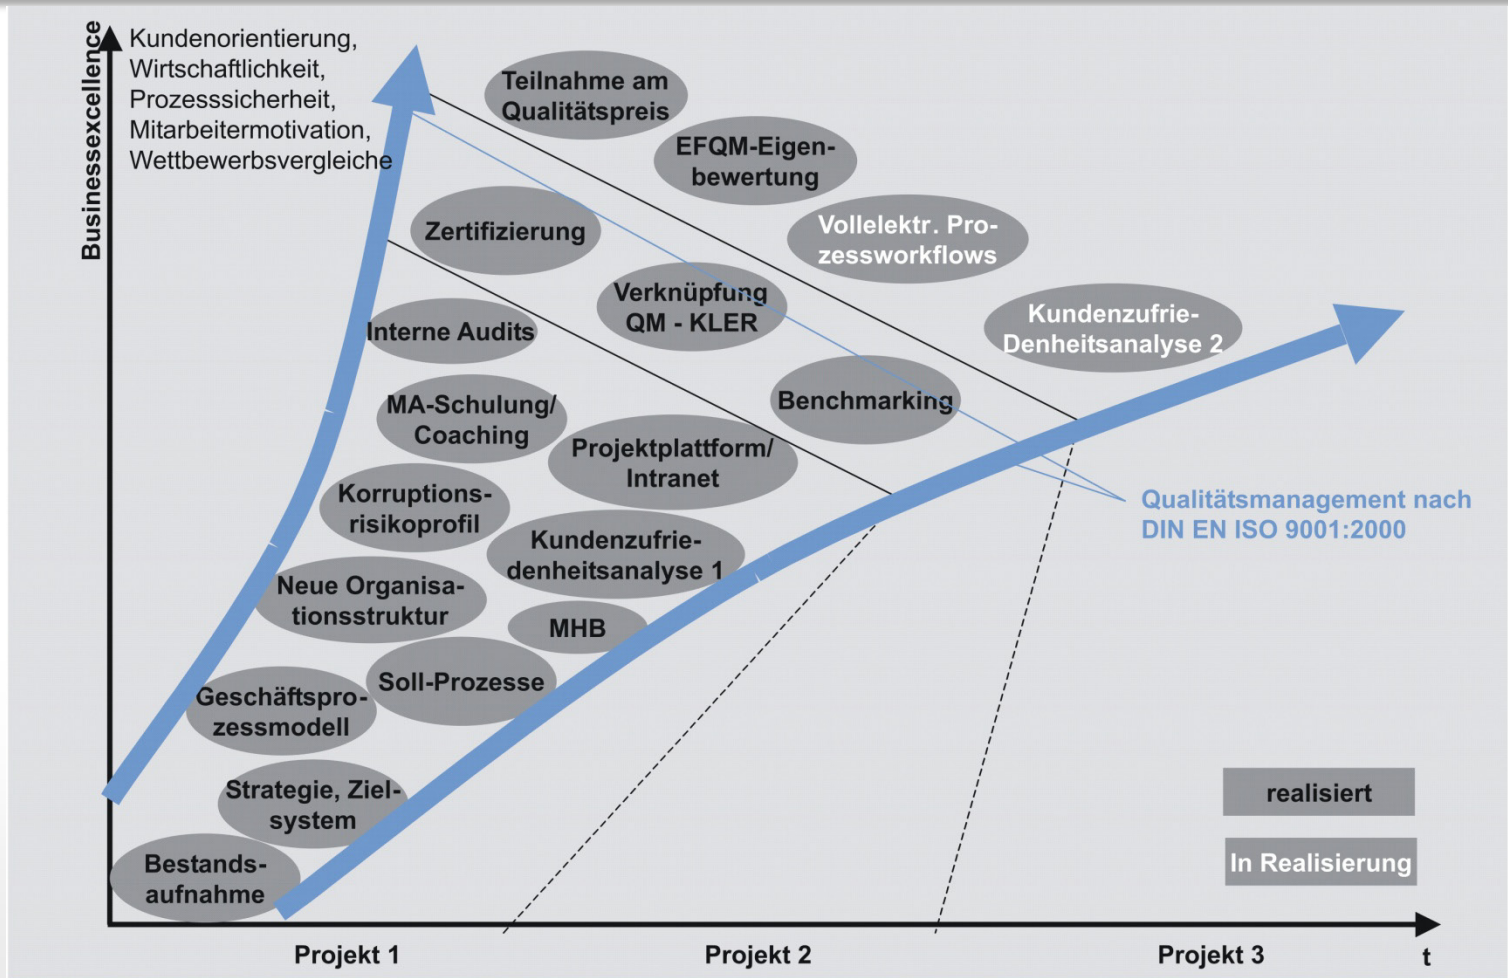 Businessexcellence
Kundenorientierung,
Wirtschaftlichkeit,
Prozesssicherheit,
Mitarbeitermotivation,
Wettbewerbsvergleiche
Teilnahme am
Qualitätspreis
EFQM-Eigen-
bewertung
Vollelektr. Pro-
zessworkflows
Kundenzufrie-
Denheitsanalyse 2
Zertifizierung
Verknüpfung
QM - KLER
Benchmarking
Interne Audits
MA-Schulung/
Coaching
Projektplattform/
Intranet
Korruptions-
risikoprofil
Kundenzufrie-
denheitsanalyse 1
Neue Organisa-
tionsstruktur
MHB
Soll-Prozesse
Geschäftspro-
zessmodell
Strategie, Ziel-
system
Bestands-
aufnahme
Qualitätsmanagement nach
DIN EN ISO 9001:2000
realisiert
In Realisierung
Projekt 1
Projekt 2
Projekt 3
t